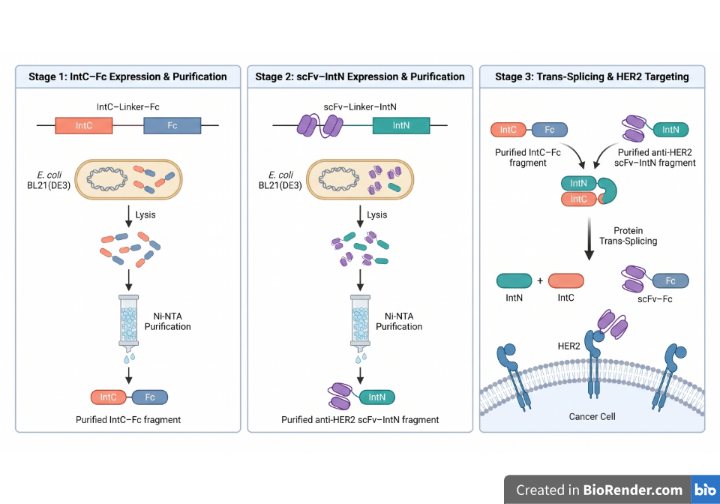 Stage 1: IntC–Fc Expression & Purification
IntC–Linker–Fc
IntC
Fc
E. coli
BL21(DE3)
Lysis
Ni-NTA
Purification
IntC
Fc
Purified IntC–Fc fragment
Stage 2: scFv–IntN Expression & Purification
scFv–Linker–IntN
IntN
E. coli
BL21(DE3)
Lysis
Ni-NTA
Purification
IntN
Purified anti-HER2 scFv–IntN fragment
Stage 3: Trans-Splicing & HER2 Targeting
IntC
Fc
IntN
Purified IntC–Fc
fragment
Purified anti-HER2
scFv–IntN fragment
IntN
IntC
Protein
Trans-Splicing
+
Fc
IntN
IntC
scFv–Fc
HER2
Cancer Cell
Created in BioRender.com bio